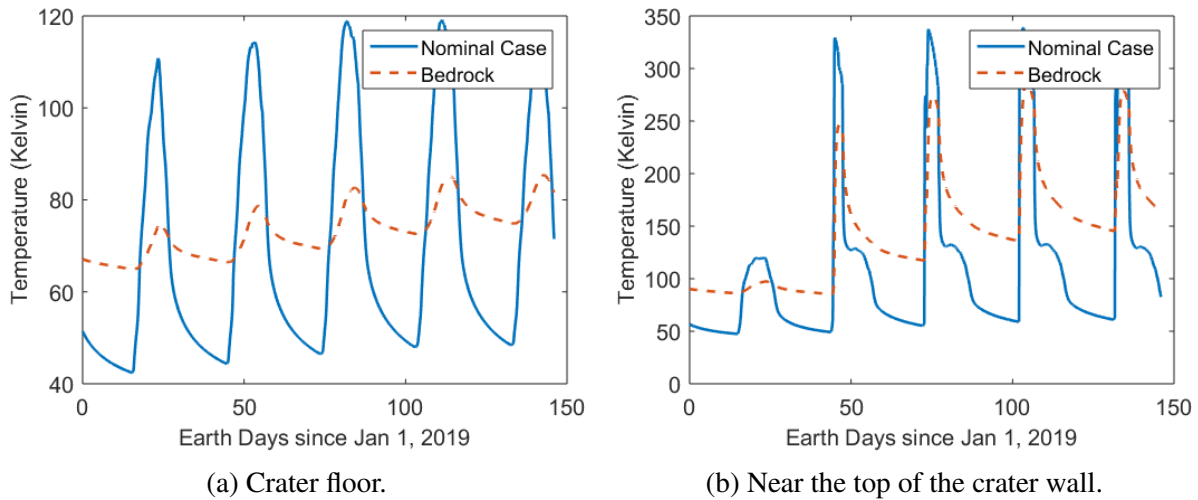 120
100
80
60
40
Temperature (Kelvin)
Nominal Case
Bedrock
0
50
100
150
Earth Days since Jan 1, 2019
(a) Crater floor.
350
300
250
200
150
100
50
0
Temperature (Kelvin)
Nominal Case
Bedrock
0
50
100
150
Earth Days since Jan 1, 2019
(b) Near the top of the crater wall.